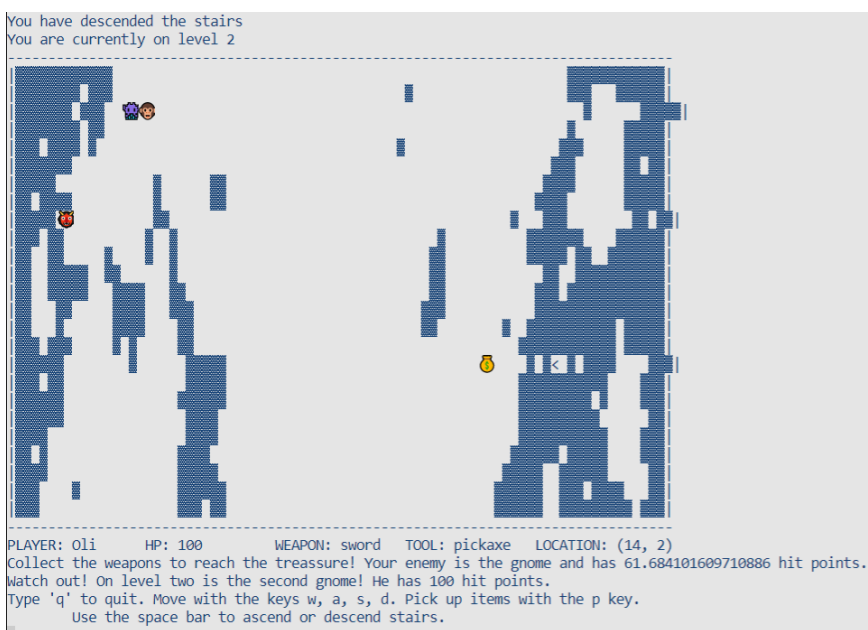 You have descended the stairs
You are currently on level 2
<
PLAYER: Oli HP: 100 WEAPON: sword TOOL: pickaxe LOCATION: (14, 2)
Collect the weapons to reach the treassure! Your enemy is the gnome and has 61.684101609710886 hit points.
Watch out! On level two is the second gnome! He has 100 hit points.
Type 'q' to quit. Move with the keys w, a, s, d. Pick up items with the p key.
Use the space bar to ascend or descend stairs.